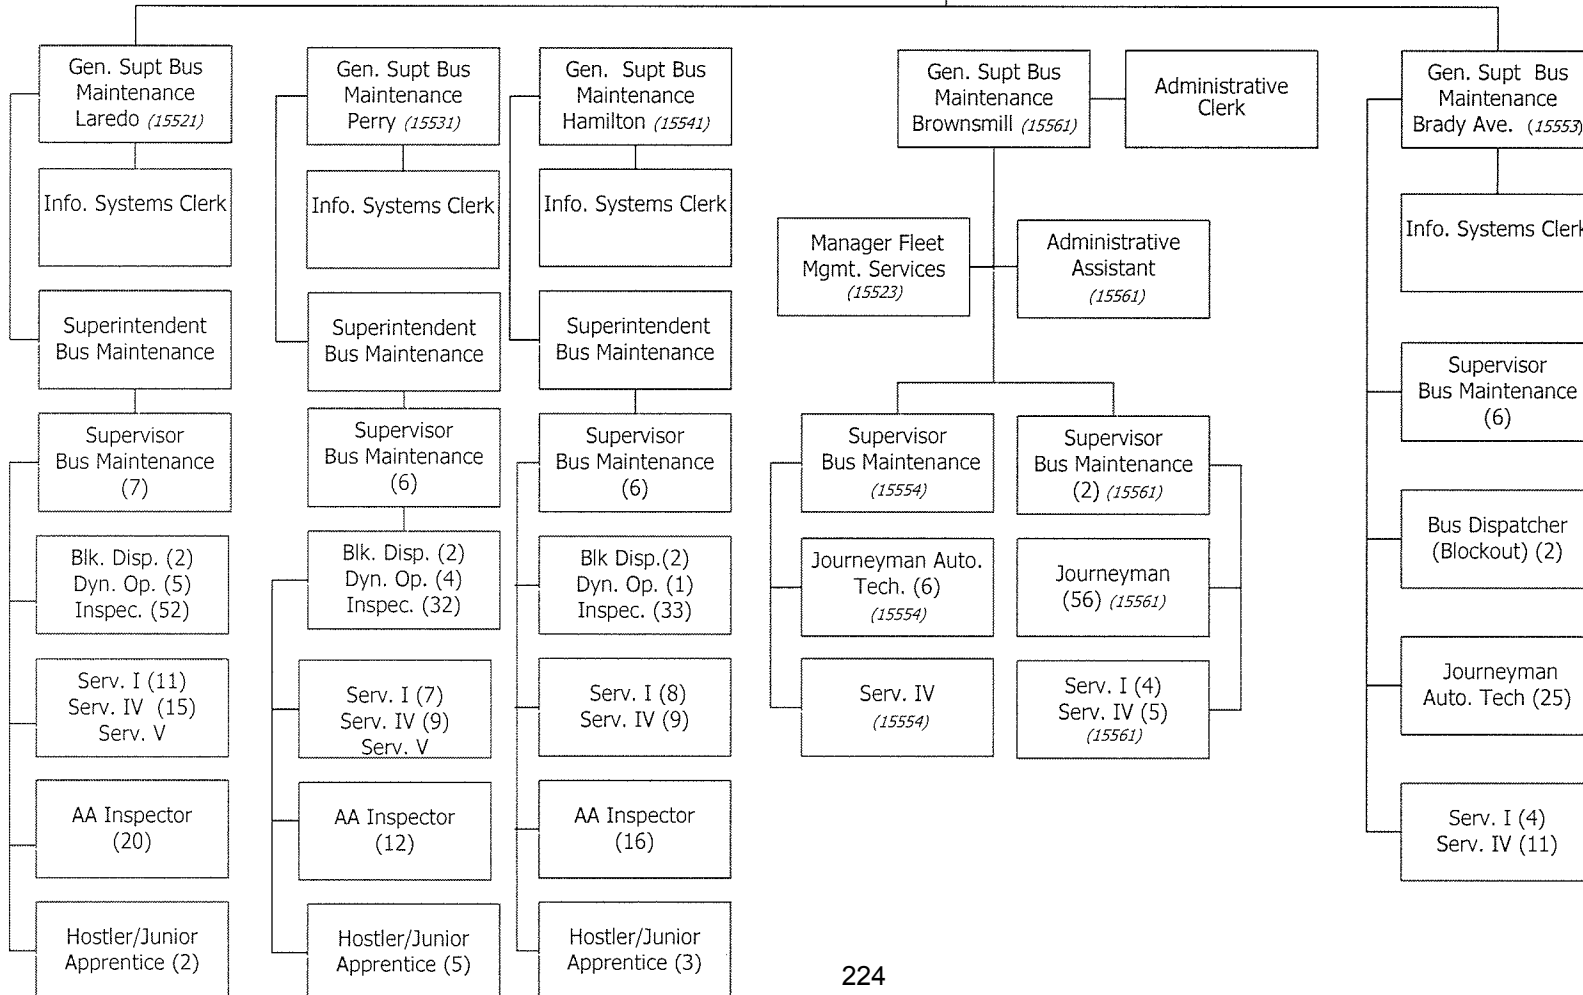 Gen. Supt Bus
Maintenance
Laredo (15521)
Info. Systems Clerk
Superintendent
Bus Maintenance
Supervisor
Bus Maintenance
(7)
Blk. Disp. (2)
Dyn. Op. (5)
Inspec. (52)
Serv. I (11)
Serv. IV (15)
Serv. V
AA Inspector
(20)
Hostler/Junior
Apprentice (2)
Gen. Supt Bus
Maintenance
Perry (15531)
Info. Systems Clerk
Superintendent
Bus Maintenance
Supervisor
Bus Maintenance
(6)
Blk. Disp. (2)
Dyn. Op. (4)
Inspec. (32)
Serv. I (7)
Serv. IV (9)
Serv. V
AA Inspector
(12)
Hostler/Junior
Apprentice (5)
Gen. Supt Bus
Maintenance
Hamilton (15541)
Info. Systems Clerk
Superintendent
Bus Maintenance
Supervisor
Bus Maintenance
(6)
Blk Disp.(2)
Dyn. Op. (1)
Inspec. (33)
Serv. I (8)
Serv. IV (9)
AA Inspector
(16)
Hostler/Junior
Apprentice (3)
Gen. Supt Bus
Maintenance
Brownsmill (15561)
Administrative
Clerk
Manager Fleet
Mgmt. Services
(15523)
Administrative
Assistant
(15561)
Supervisor
Bus Maintenance
(15554)
Journeyman Auto.
Tech. (6)
(15554)
Serv. IV
(15554)
Supervisor
Bus Maintenance
(2) (15561)
Journeyman
(56) (15561)
Serv. I (4)
Serv. IV (5)
(15561)
Gen. Supt Bus
Maintenance
Brady Ave. (15553)
Info. Systems Clerk
Supervisor
Bus Maintenance
(6)
Bus Dispatcher
(Blockout) (2)
Journeyman
Auto. Tech (25)
Serv. I (4)
Serv. IV (11)
224